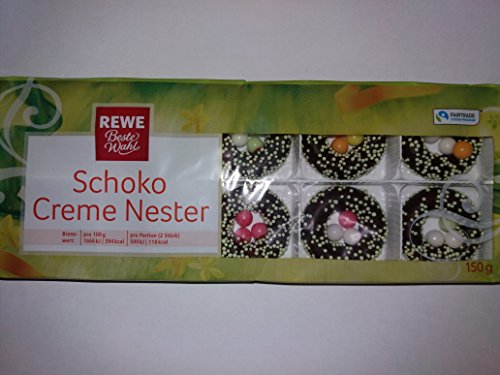 REWE
Beste
Wahl
Schoko
Creme Nester
Brenn-
wert:
pro 100 g
1666 kJ | 394 kcal
pro Portion (2 Stück)
500 kJ | 118 kcal
FAIRTRADE
150 g